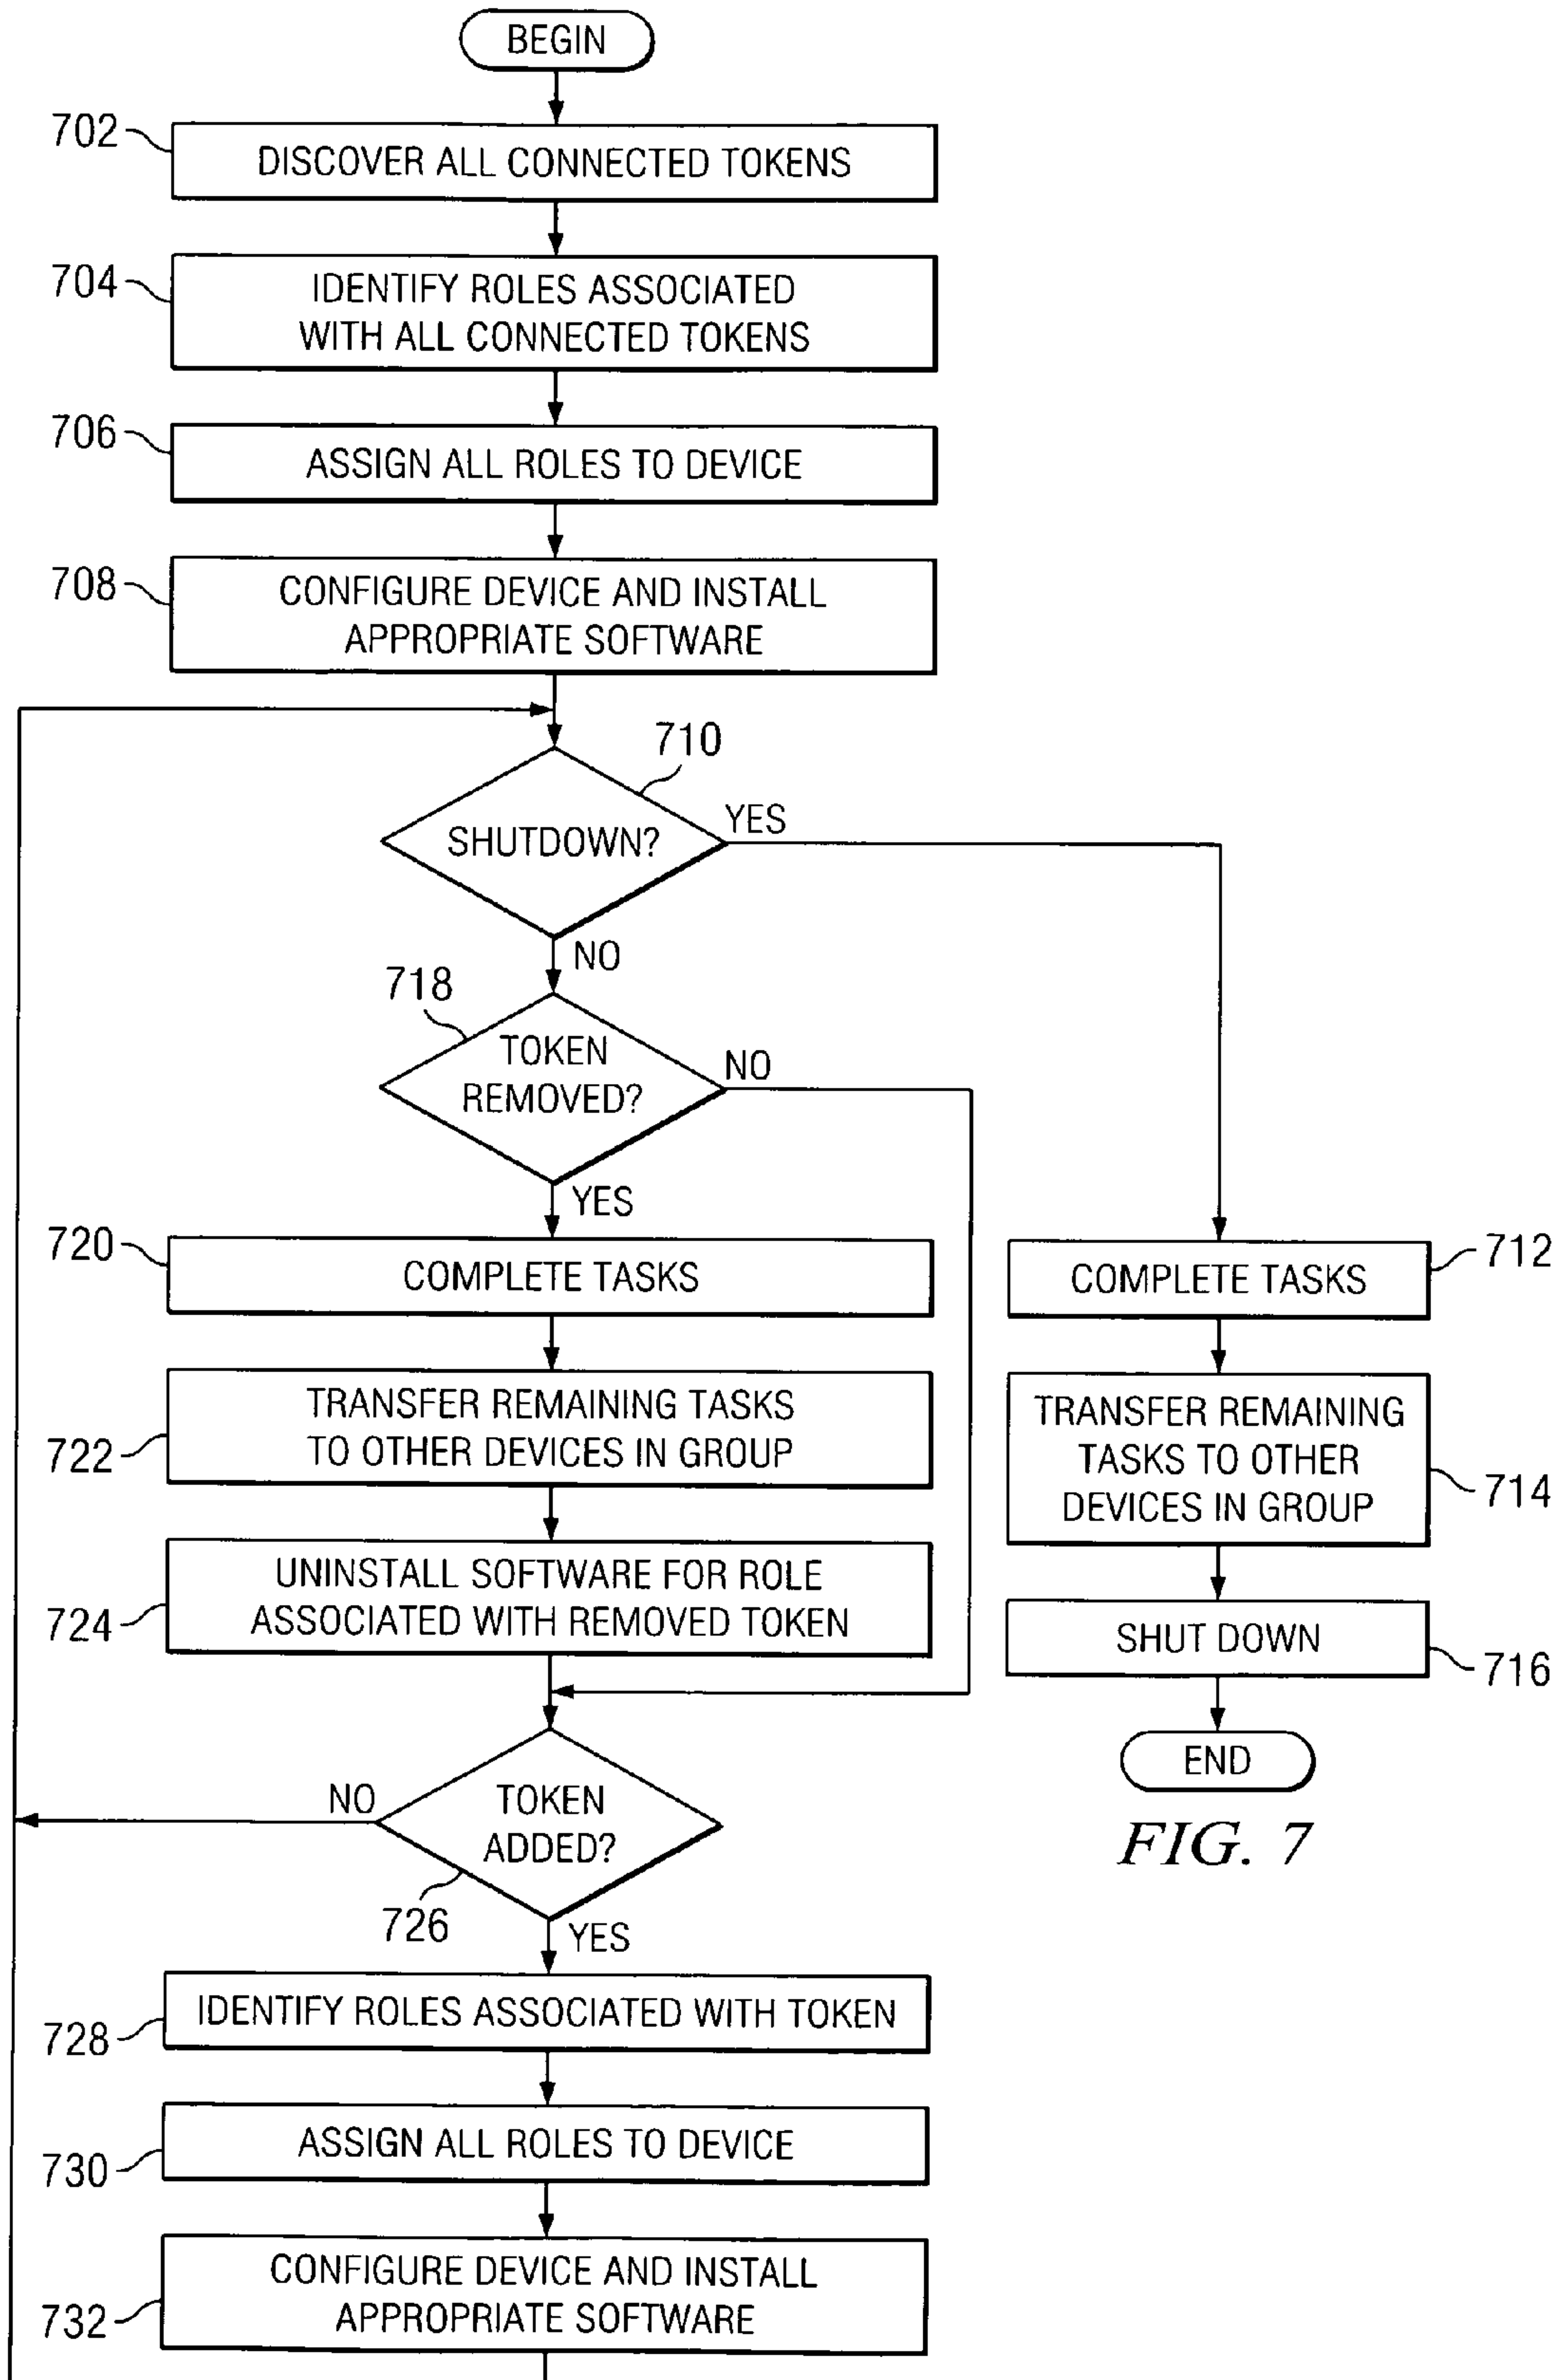 BEGIN
702
DISCOVER ALL CONNECTED TOKENS
704
IDENTIFY ROLES ASSOCIATED
WITH ALL CONNECTED TOKENS
706
ASSIGN ALL ROLES TO DEVICE
708
CONFIGURE DEVICE AND INSTALL
APPROPRIATE SOFTWARE
710
SHUTDOWN?
YES
NO
718
TOKEN
REMOVED?
NO
YES
720
COMPLETE TASKS
722
TRANSFER REMAINING TASKS
TO OTHER DEVICES IN GROUP
724
UNINSTALL SOFTWARE FOR ROLE
ASSOCIATED WITH REMOVED TOKEN
712
COMPLETE TASKS
714
TRANSFER REMAINING
TASKS TO OTHER
DEVICES IN GROUP
716
SHUT DOWN
END
FIG. 7
726
TOKEN
ADDED?
NO
YES
728
IDENTIFY ROLES ASSOCIATED WITH TOKEN
730
ASSIGN ALL ROLES TO DEVICE
732
CONFIGURE DEVICE AND INSTALL
APPROPRIATE SOFTWARE